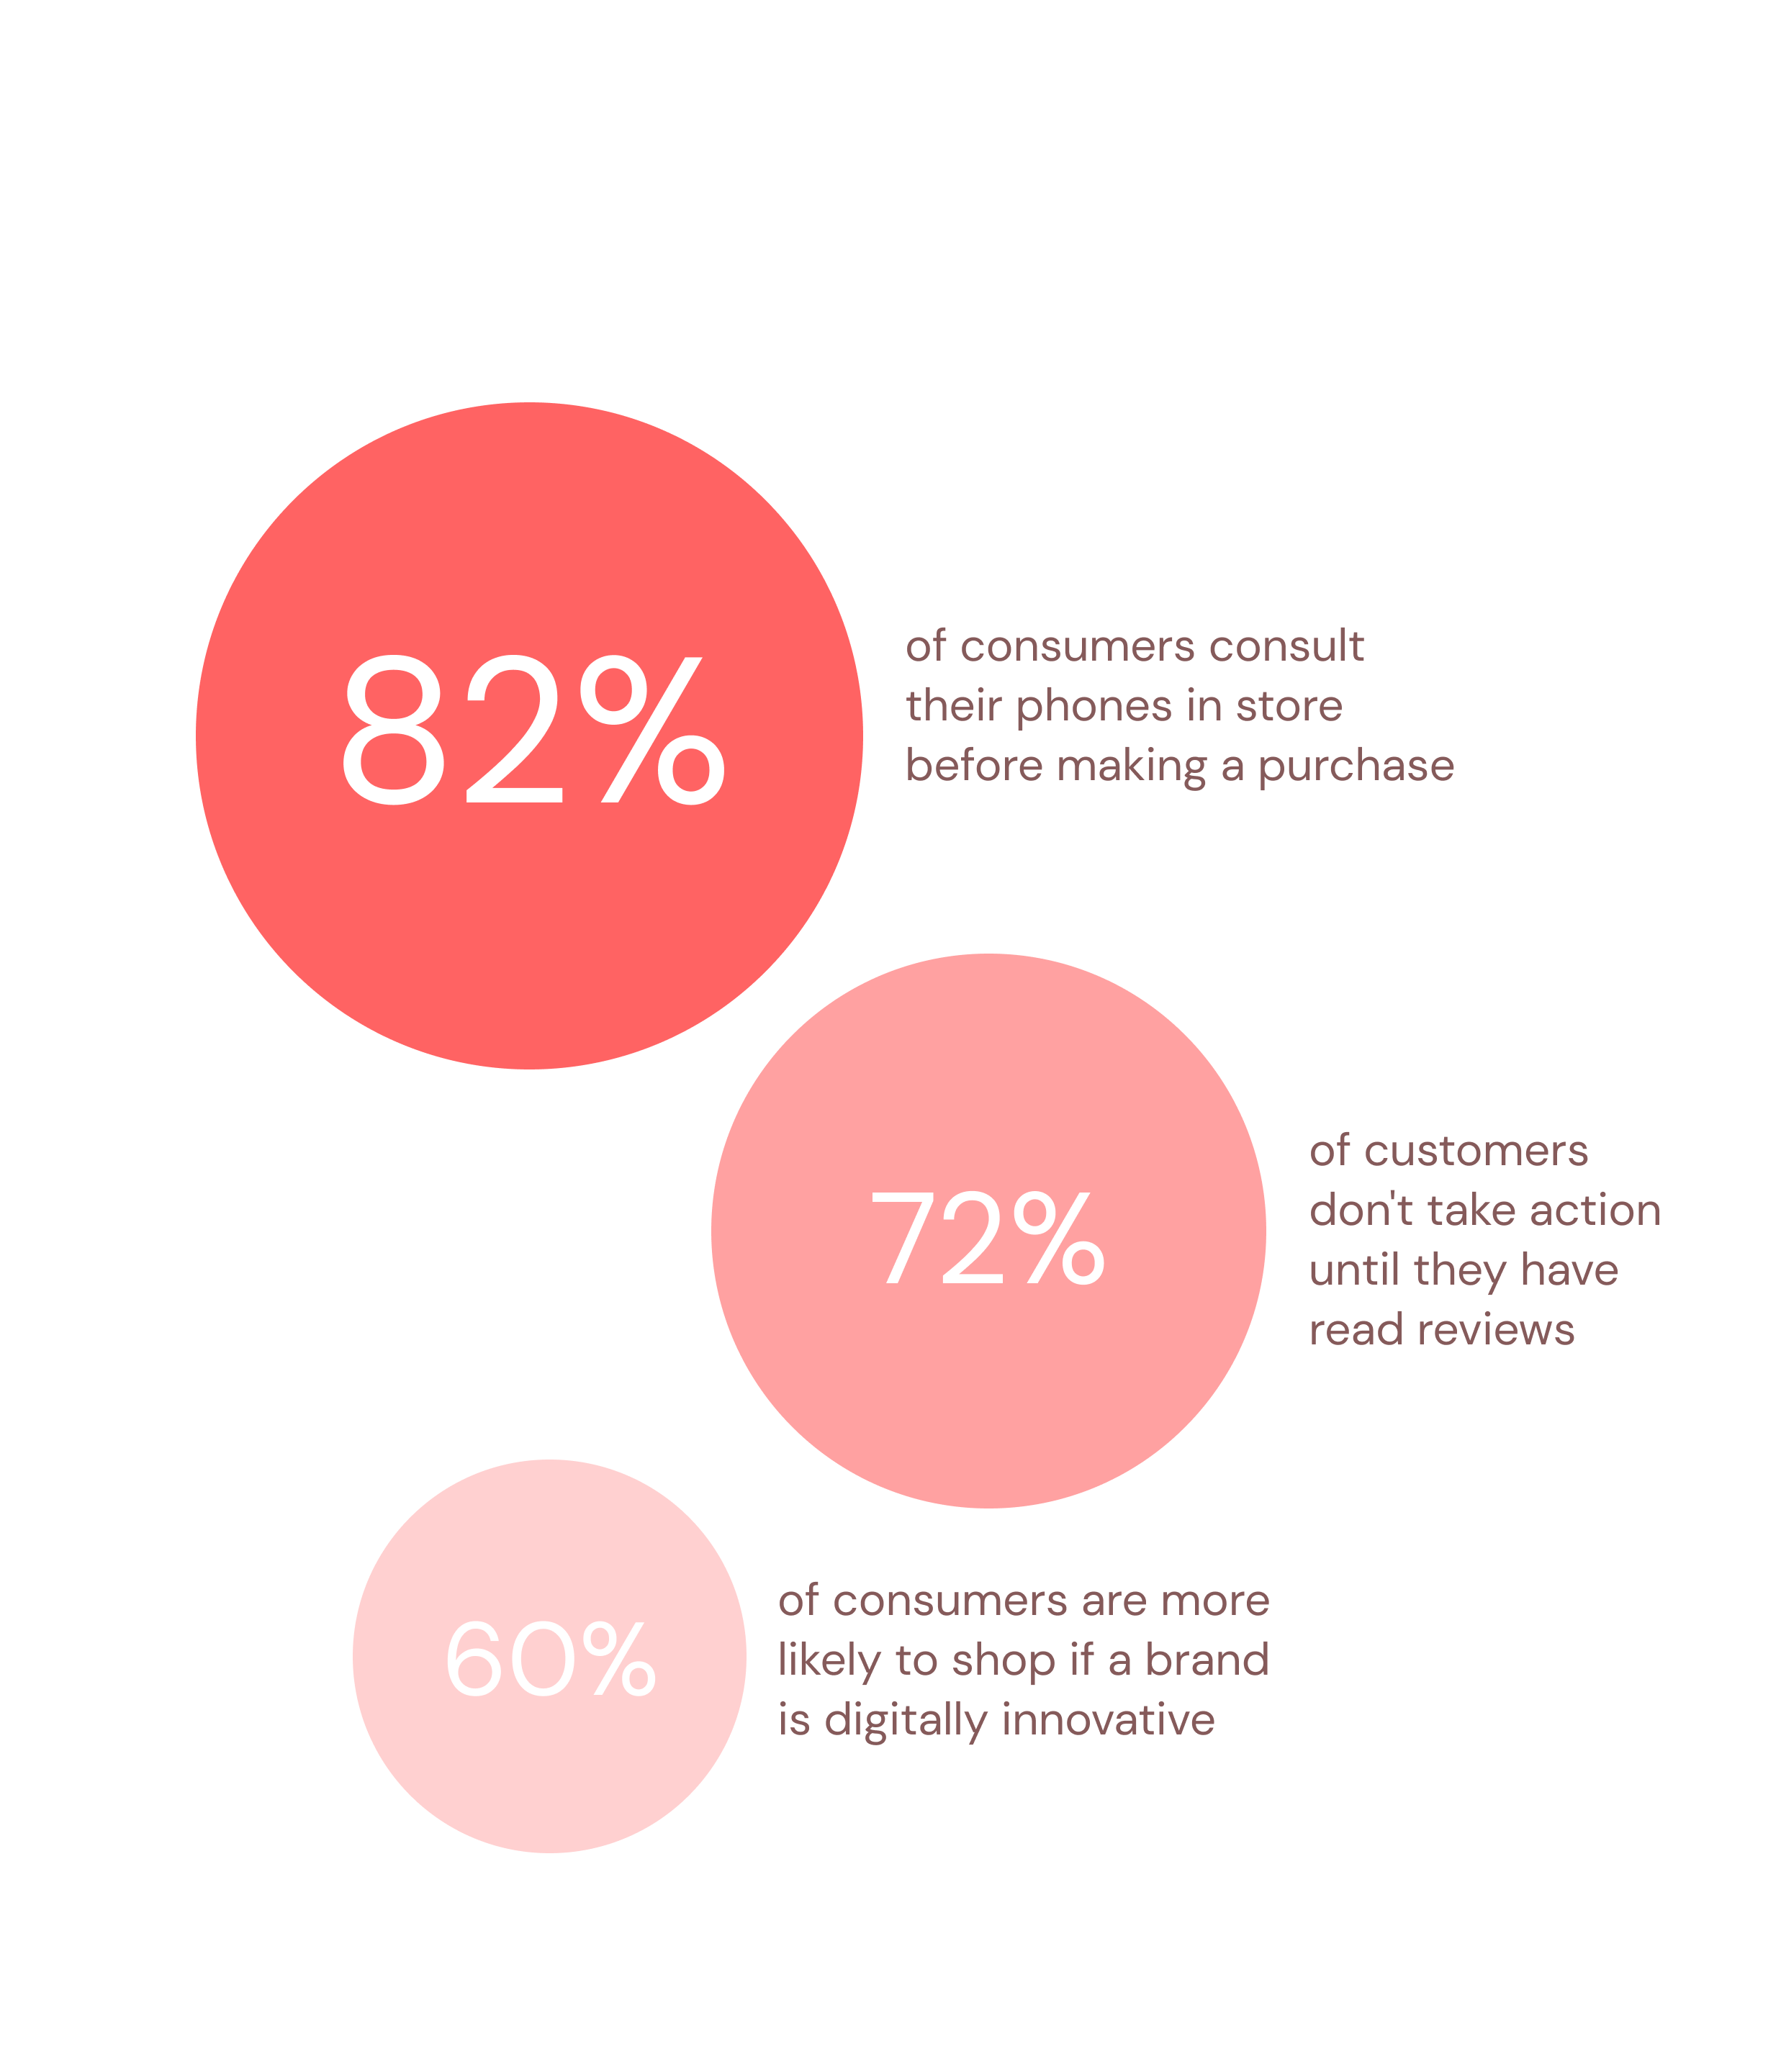 82%
of consumers consult
their phones in store
before making a purchase
72%
of customers
don't take action
until they have
read reviews
60%
of consumers are more
likely to shop if a brand
is digitally innovative